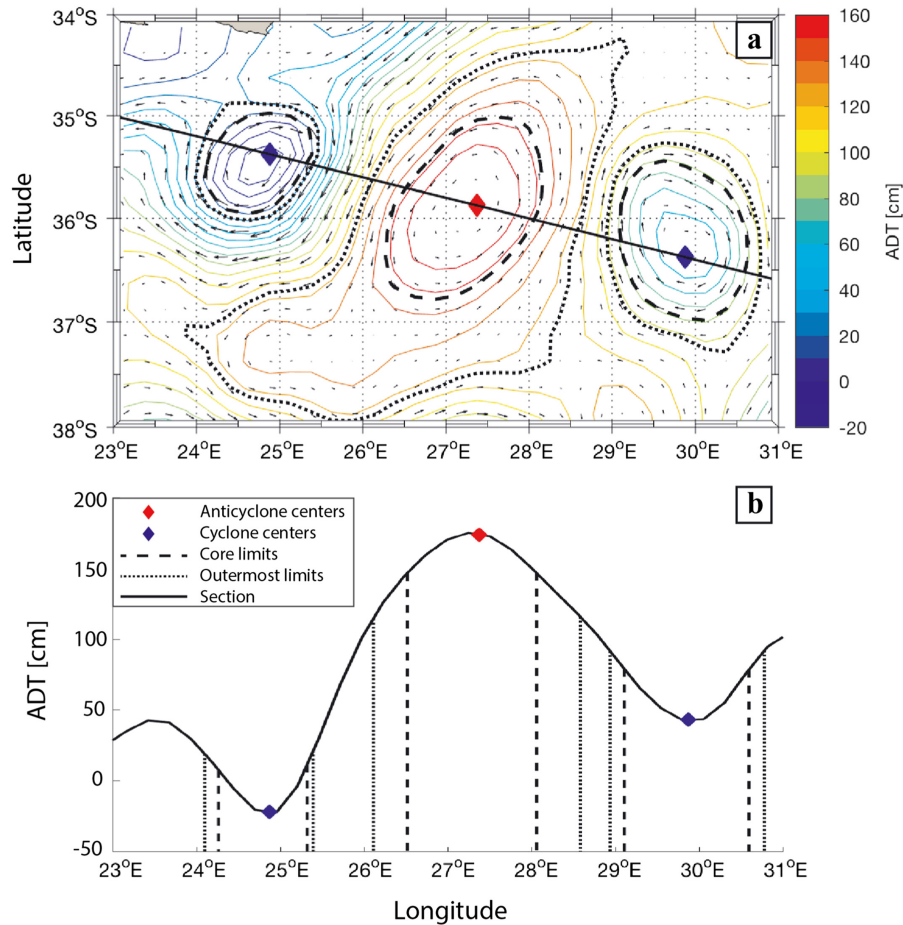 34°S
35°S
36°S
37°S
38°S
Latitude
a
23°E 24°E 25°E 26°E 27°E 28°E 29°E 30°E 31°E
160
140
120
100
80
60
40
20
0
-20
ADT [cm]
b
200
150
100
50
0
-50
ADT [cm]
Anticyclone centers
Cyclone centers
Core limits
Outermost limits
Section
23°E 24°E 25°E 26°E 27°E 28°E 29°E 30°E 31°E
Longitude